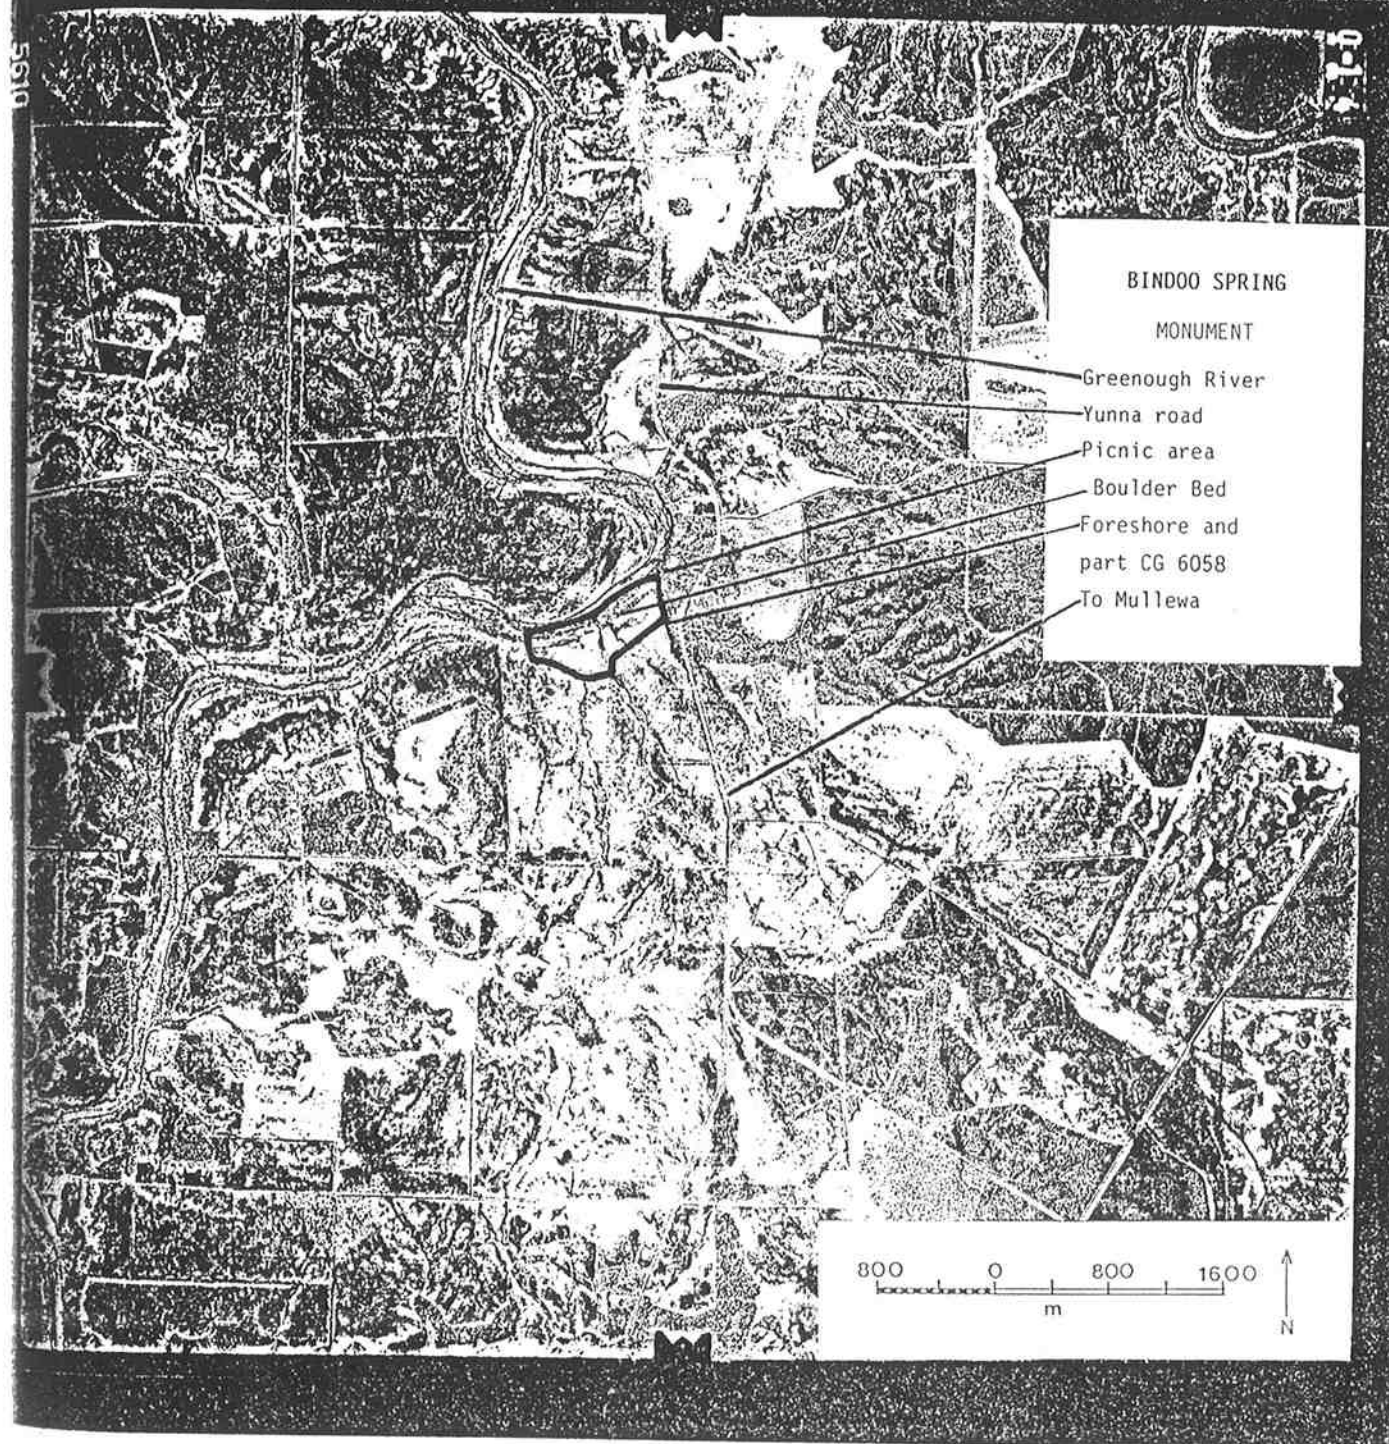 BINDOO SPRING
MONUMENT
Greenough River
Yunna road
Picnic area
Boulder Bed
Foreshore and
part CG 6058
To Mullewa
800 0 800 1600
m
N